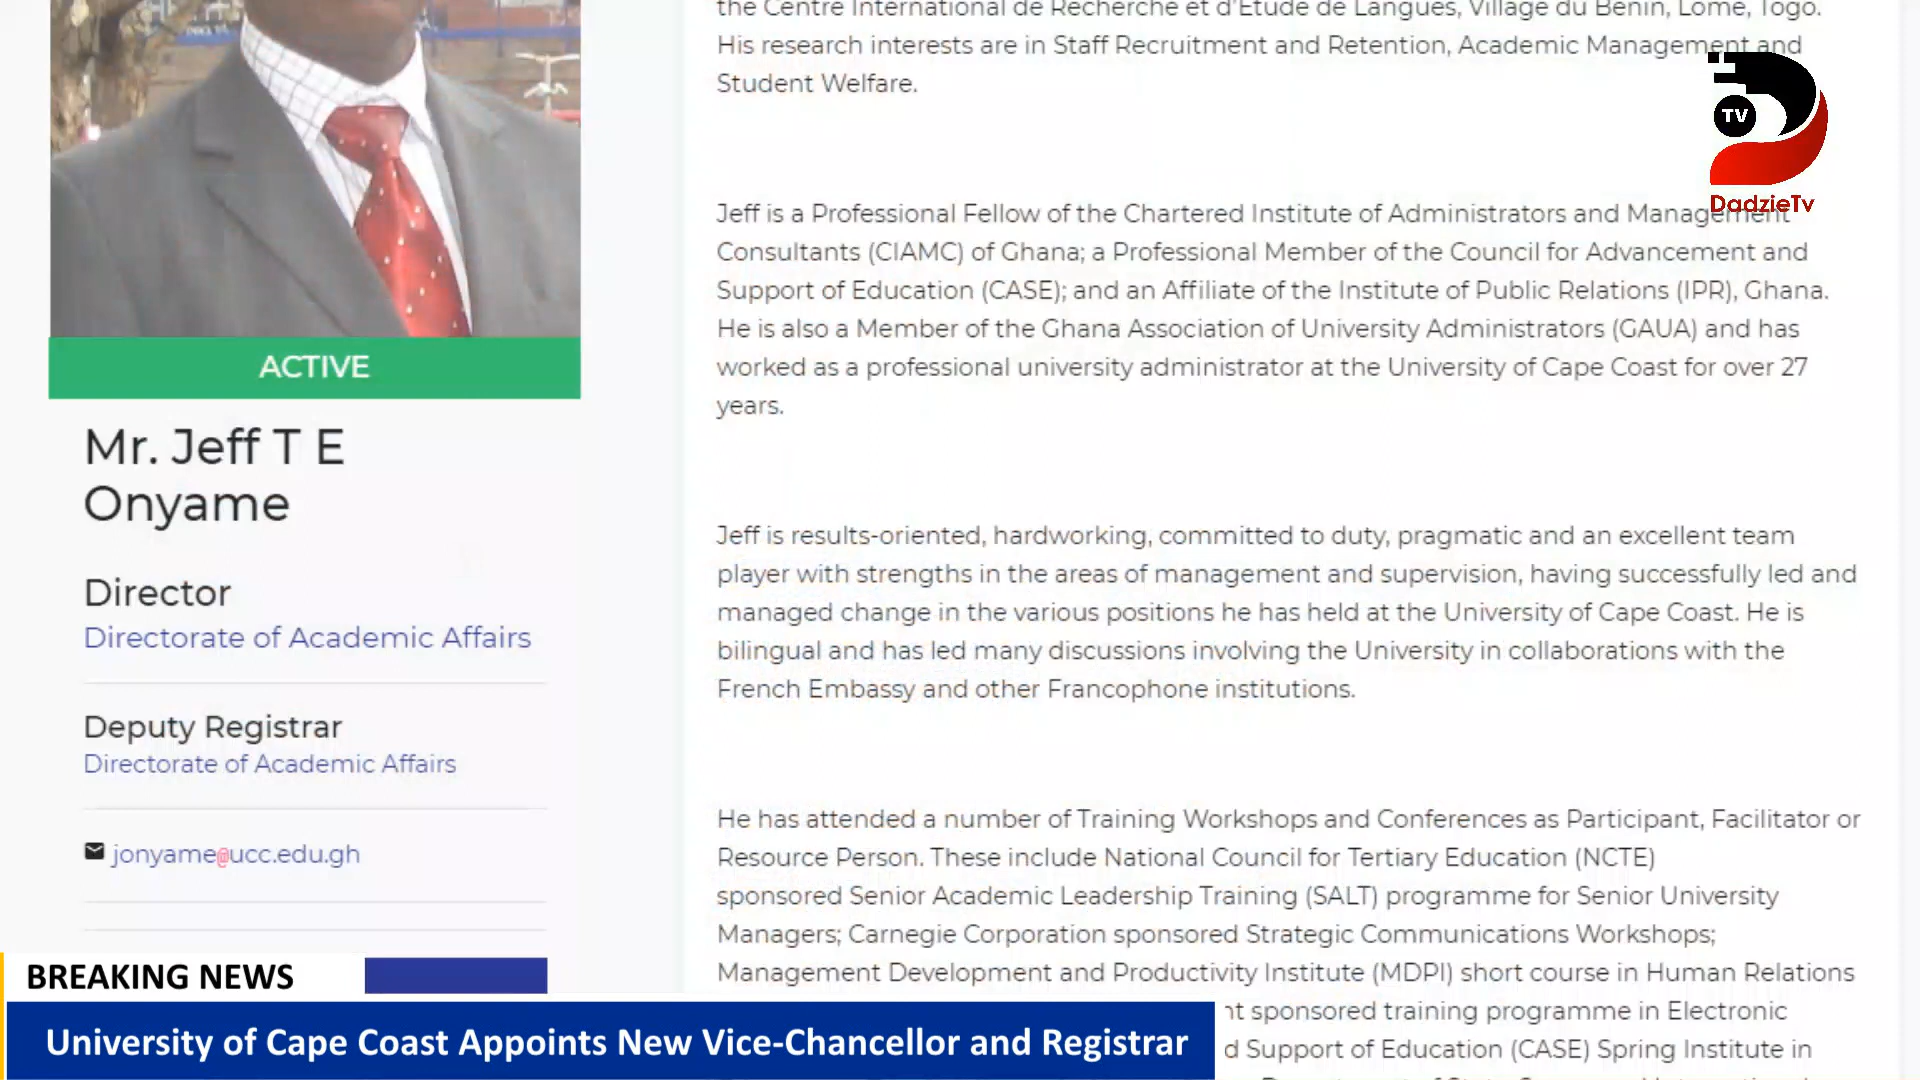 the Centre International de Recherche et d'Etude de Langues, Village du Benin, Lome, Togo.
His research interests are in Staff Recruitment and Retention, Academic Management and
Student Welfare.
TV
DadzieTv
Jeff is a Professional Fellow of the Chartered Institute of Administrators and Management
Consultants (CIAMC) of Ghana; a Professional Member of the Council for Advancement and
Support of Education (CASE); and an Affiliate of the Institute of Public Relations (IPR), Ghana.
He is also a Member of the Ghana Association of University Administrators (GAUA) and has
worked as a professional university administrator at the University of Cape Coast for over 27
years.
Jeff is results-oriented, hardworking, committed to duty, pragmatic and an excellent team
player with strengths in the areas of management and supervision, having successfully led and
managed change in the various positions he has held at the University of Cape Coast. He is
bilingual and has led many discussions involving the University in collaborations with the
French Embassy and other Francophone institutions.
He has attended a number of Training Workshops and Conferences as Participant, Facilitator or
Resource Person. These include National Council for Tertiary Education (NCTE)
sponsored Senior Academic Leadership Training (SALT) programme for Senior University
Managers; Carnegie Corporation sponsored Strategic Communications Workshops;
Management Development and Productivity Institute (MDPI) short course in Human Relations
sponsored training programme in Electronic
Support of Education (CASE) Spring Institute in
ACTIVE
Mr. Jeff T E
Onyame
Director
Directorate of Academic Affairs
Deputy Registrar
Directorate of Academic Affairs
jonyame@ucc.edu.gh
BREAKING NEWS
University of Cape Coast Appoints New Vice-Chancellor and Registrar